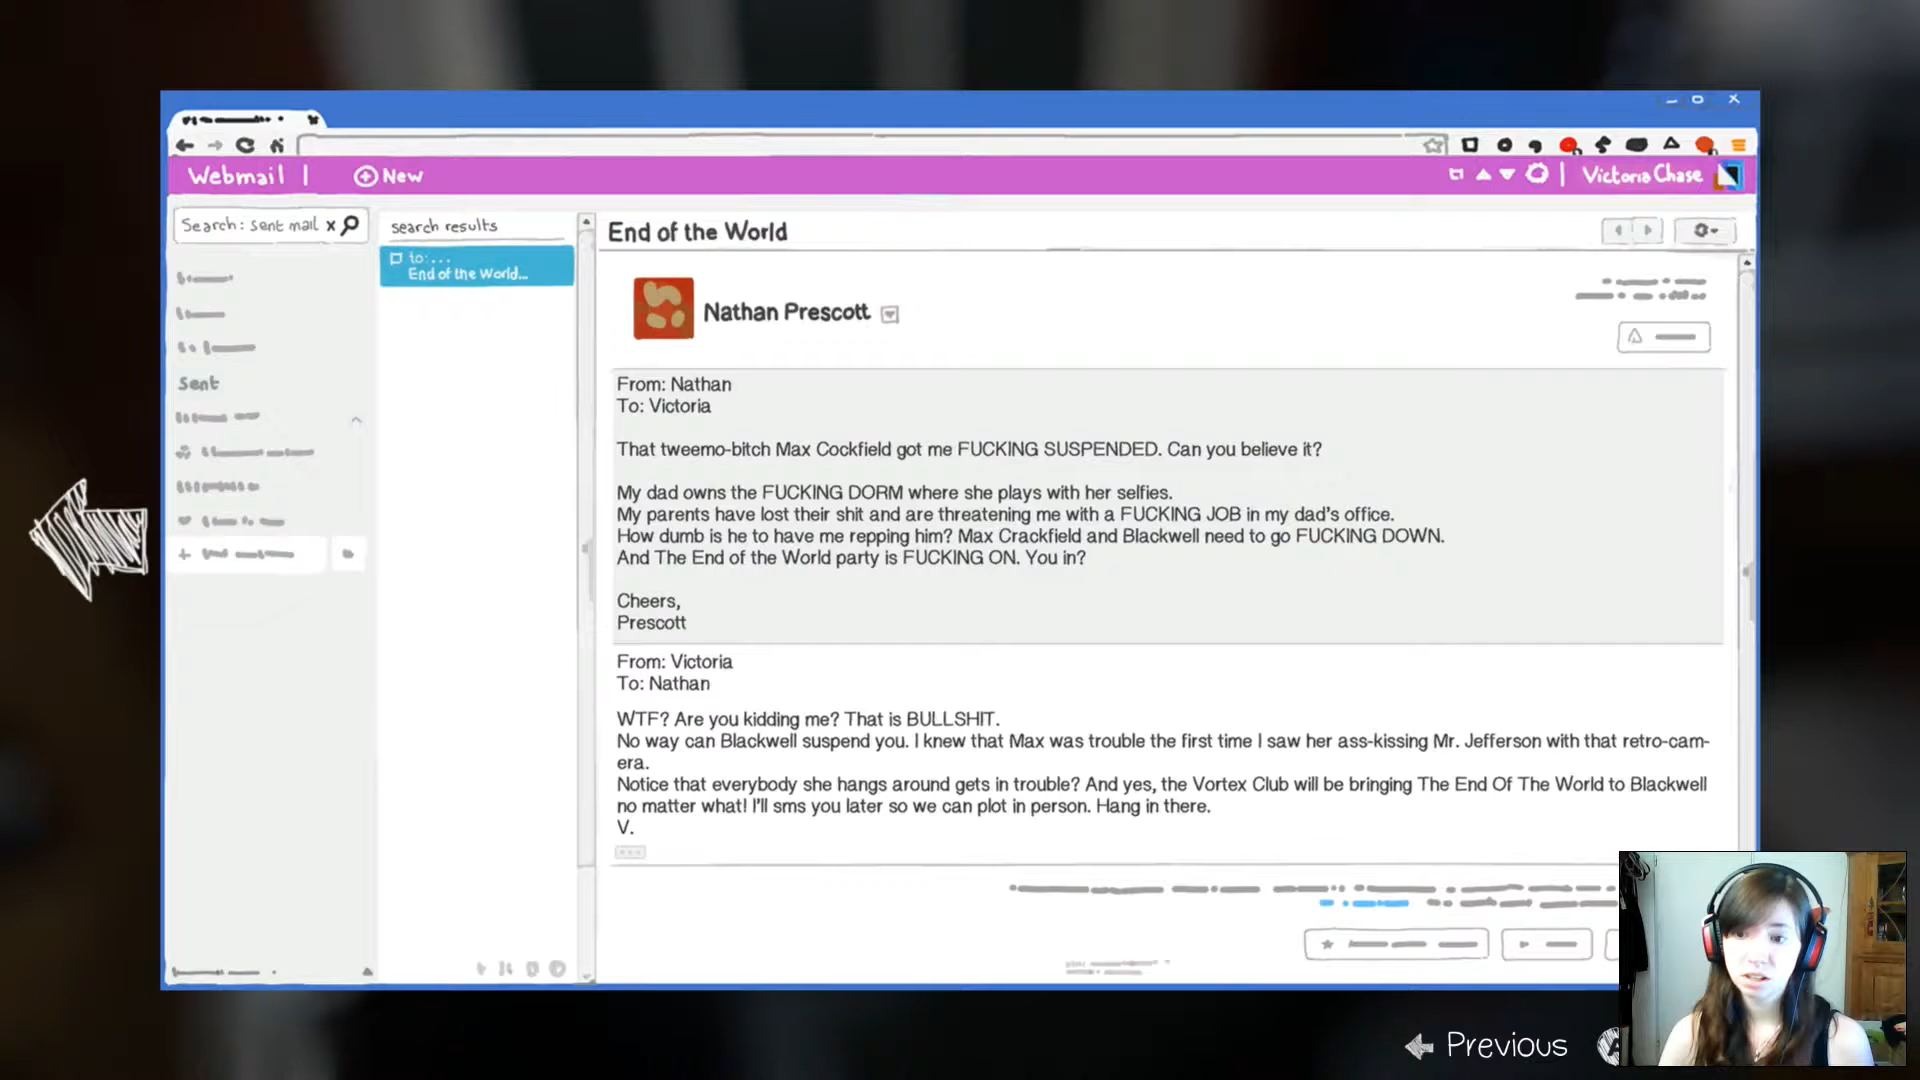 Webmail | New
Victoria Chase
Search: sent mail x
search results
End of the World
to:...
End of the World...
Nathan Prescott
Sent
From: Nathan
To: Victoria
That tweemo-bitch Max Cockfield got me FUCKING SUSPENDED. Can you believe it?
My dad owns the FUCKING DORM where she plays with her selfies.
My parents have lost their shit and are threatening me with a FUCKING JOB in my dad's office.
How dumb is he to have me repping him? Max Crackfield and Blackwell need to go FUCKING DOWN.
And The End of the World party is FUCKING ON. You in?
Cheers,
Prescott
From: Victoria
To: Nathan
WTF? Are you kidding me? That is BULLSHIT.
No way can Blackwell suspend you. I knew that Max was trouble the first time I saw her ass-kissing Mr. Jefferson with that retro-cam-
era.
Notice that everybody she hangs around gets in trouble? And yes, the Vortex Club will be bringing The End Of The World to Blackwell
no matter what! I'll sms you later so we can plot in person. Hang in there.
V.
Previous